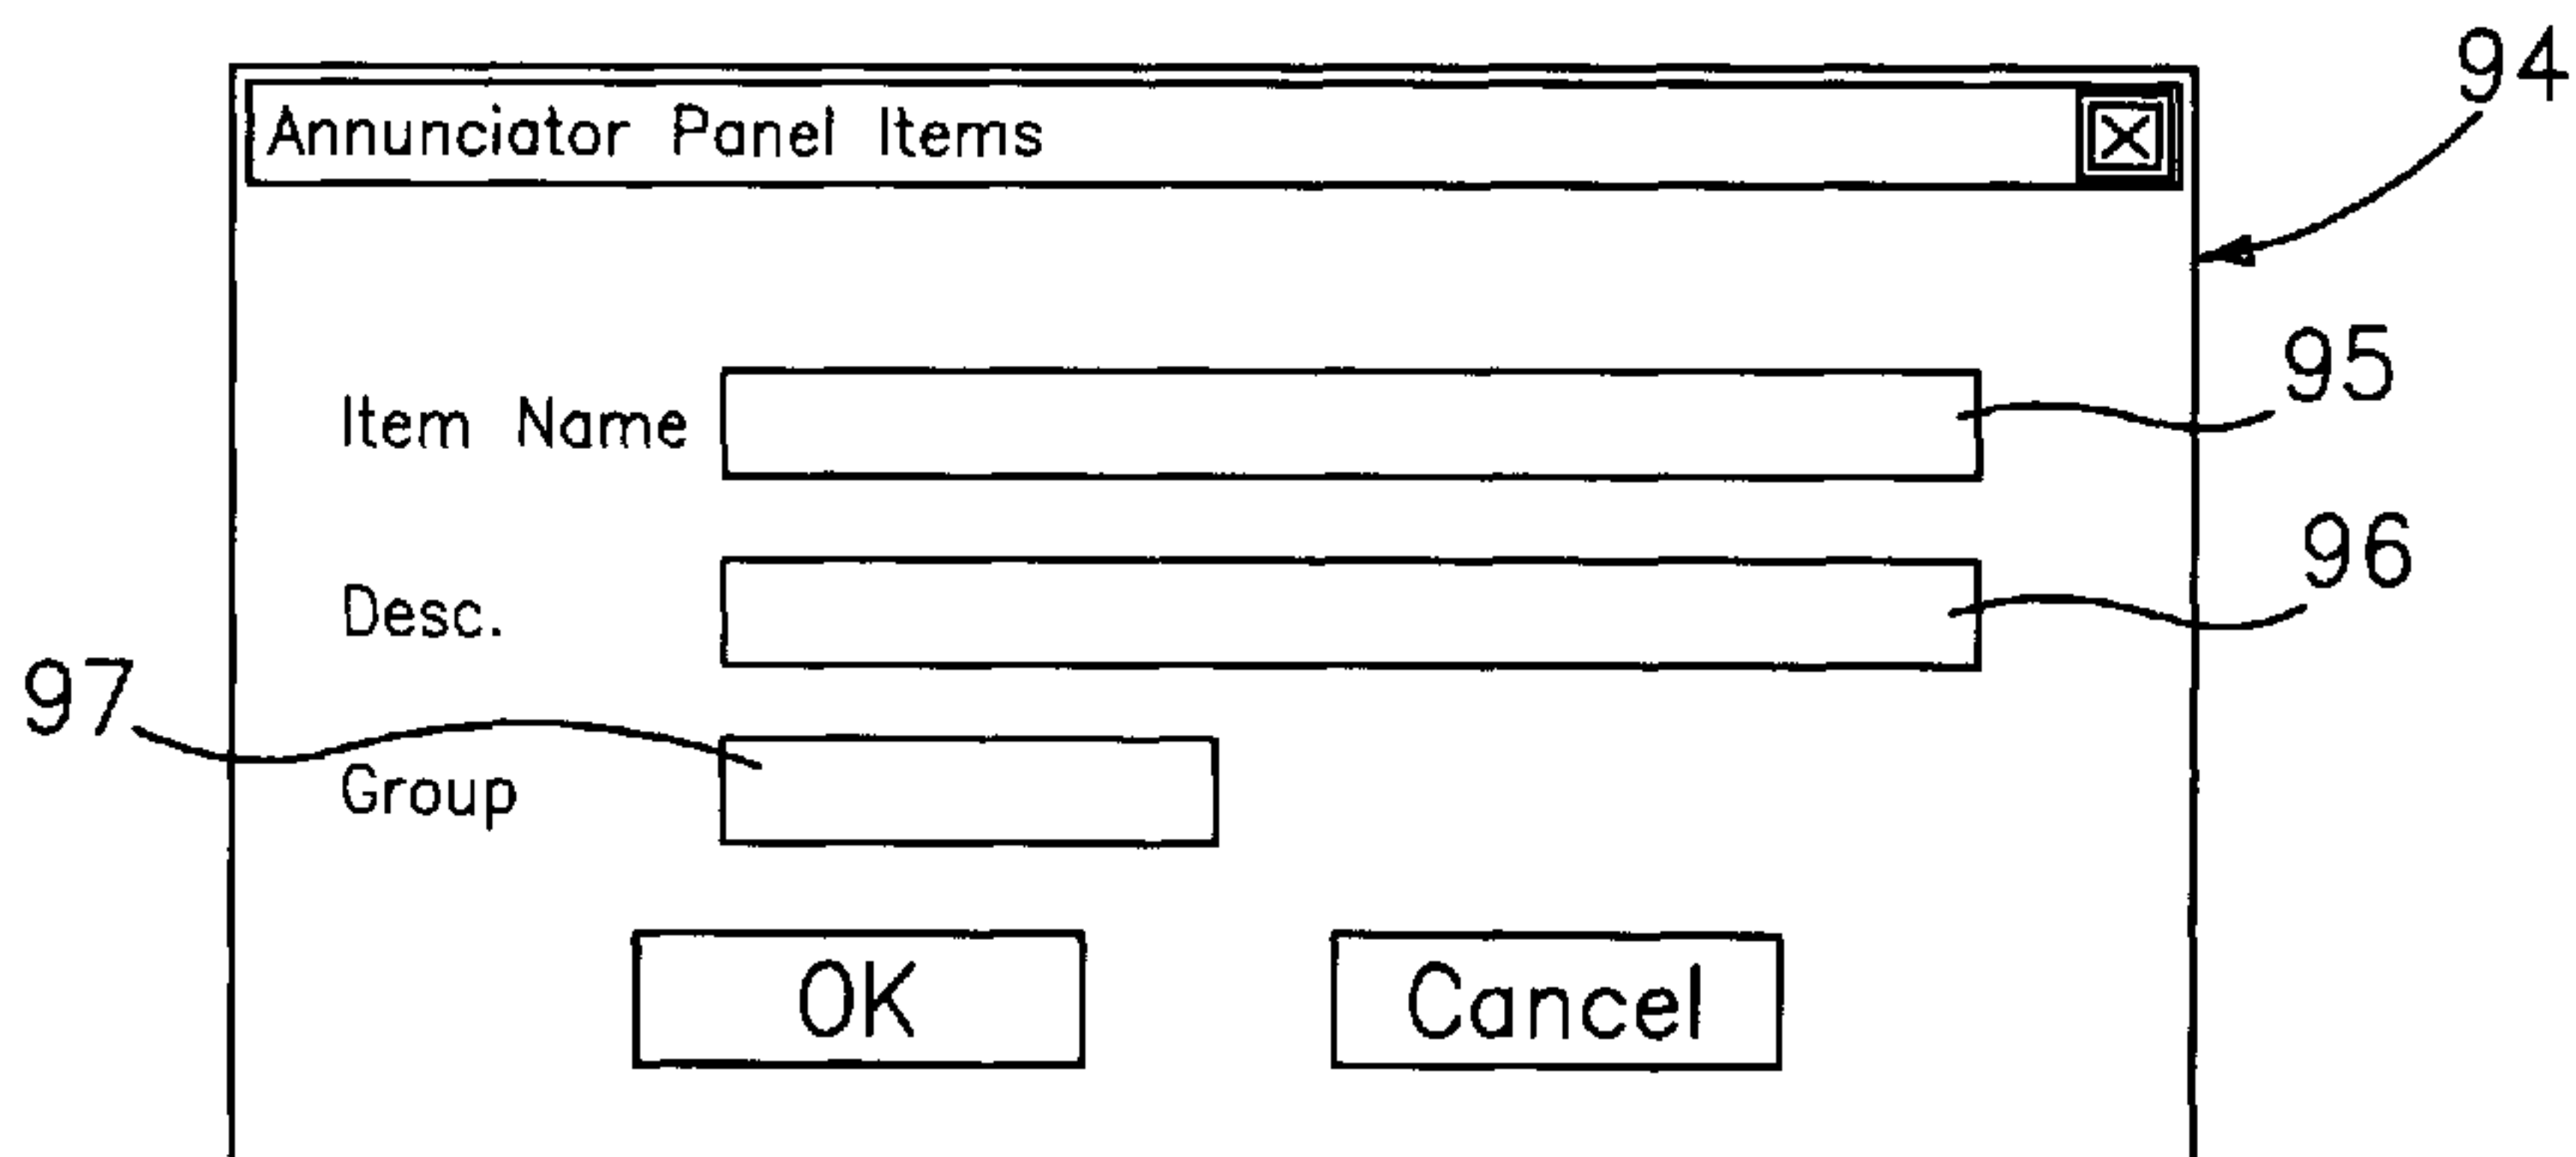 94
Annunciator Panel Items
95
Item Name
96
Desc.
97
Group
OK
Cancel